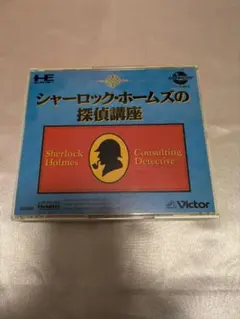 シャーロック・ホームズの
探偵講座
Sherlock
Holmes
Consulting
Detective
Victor